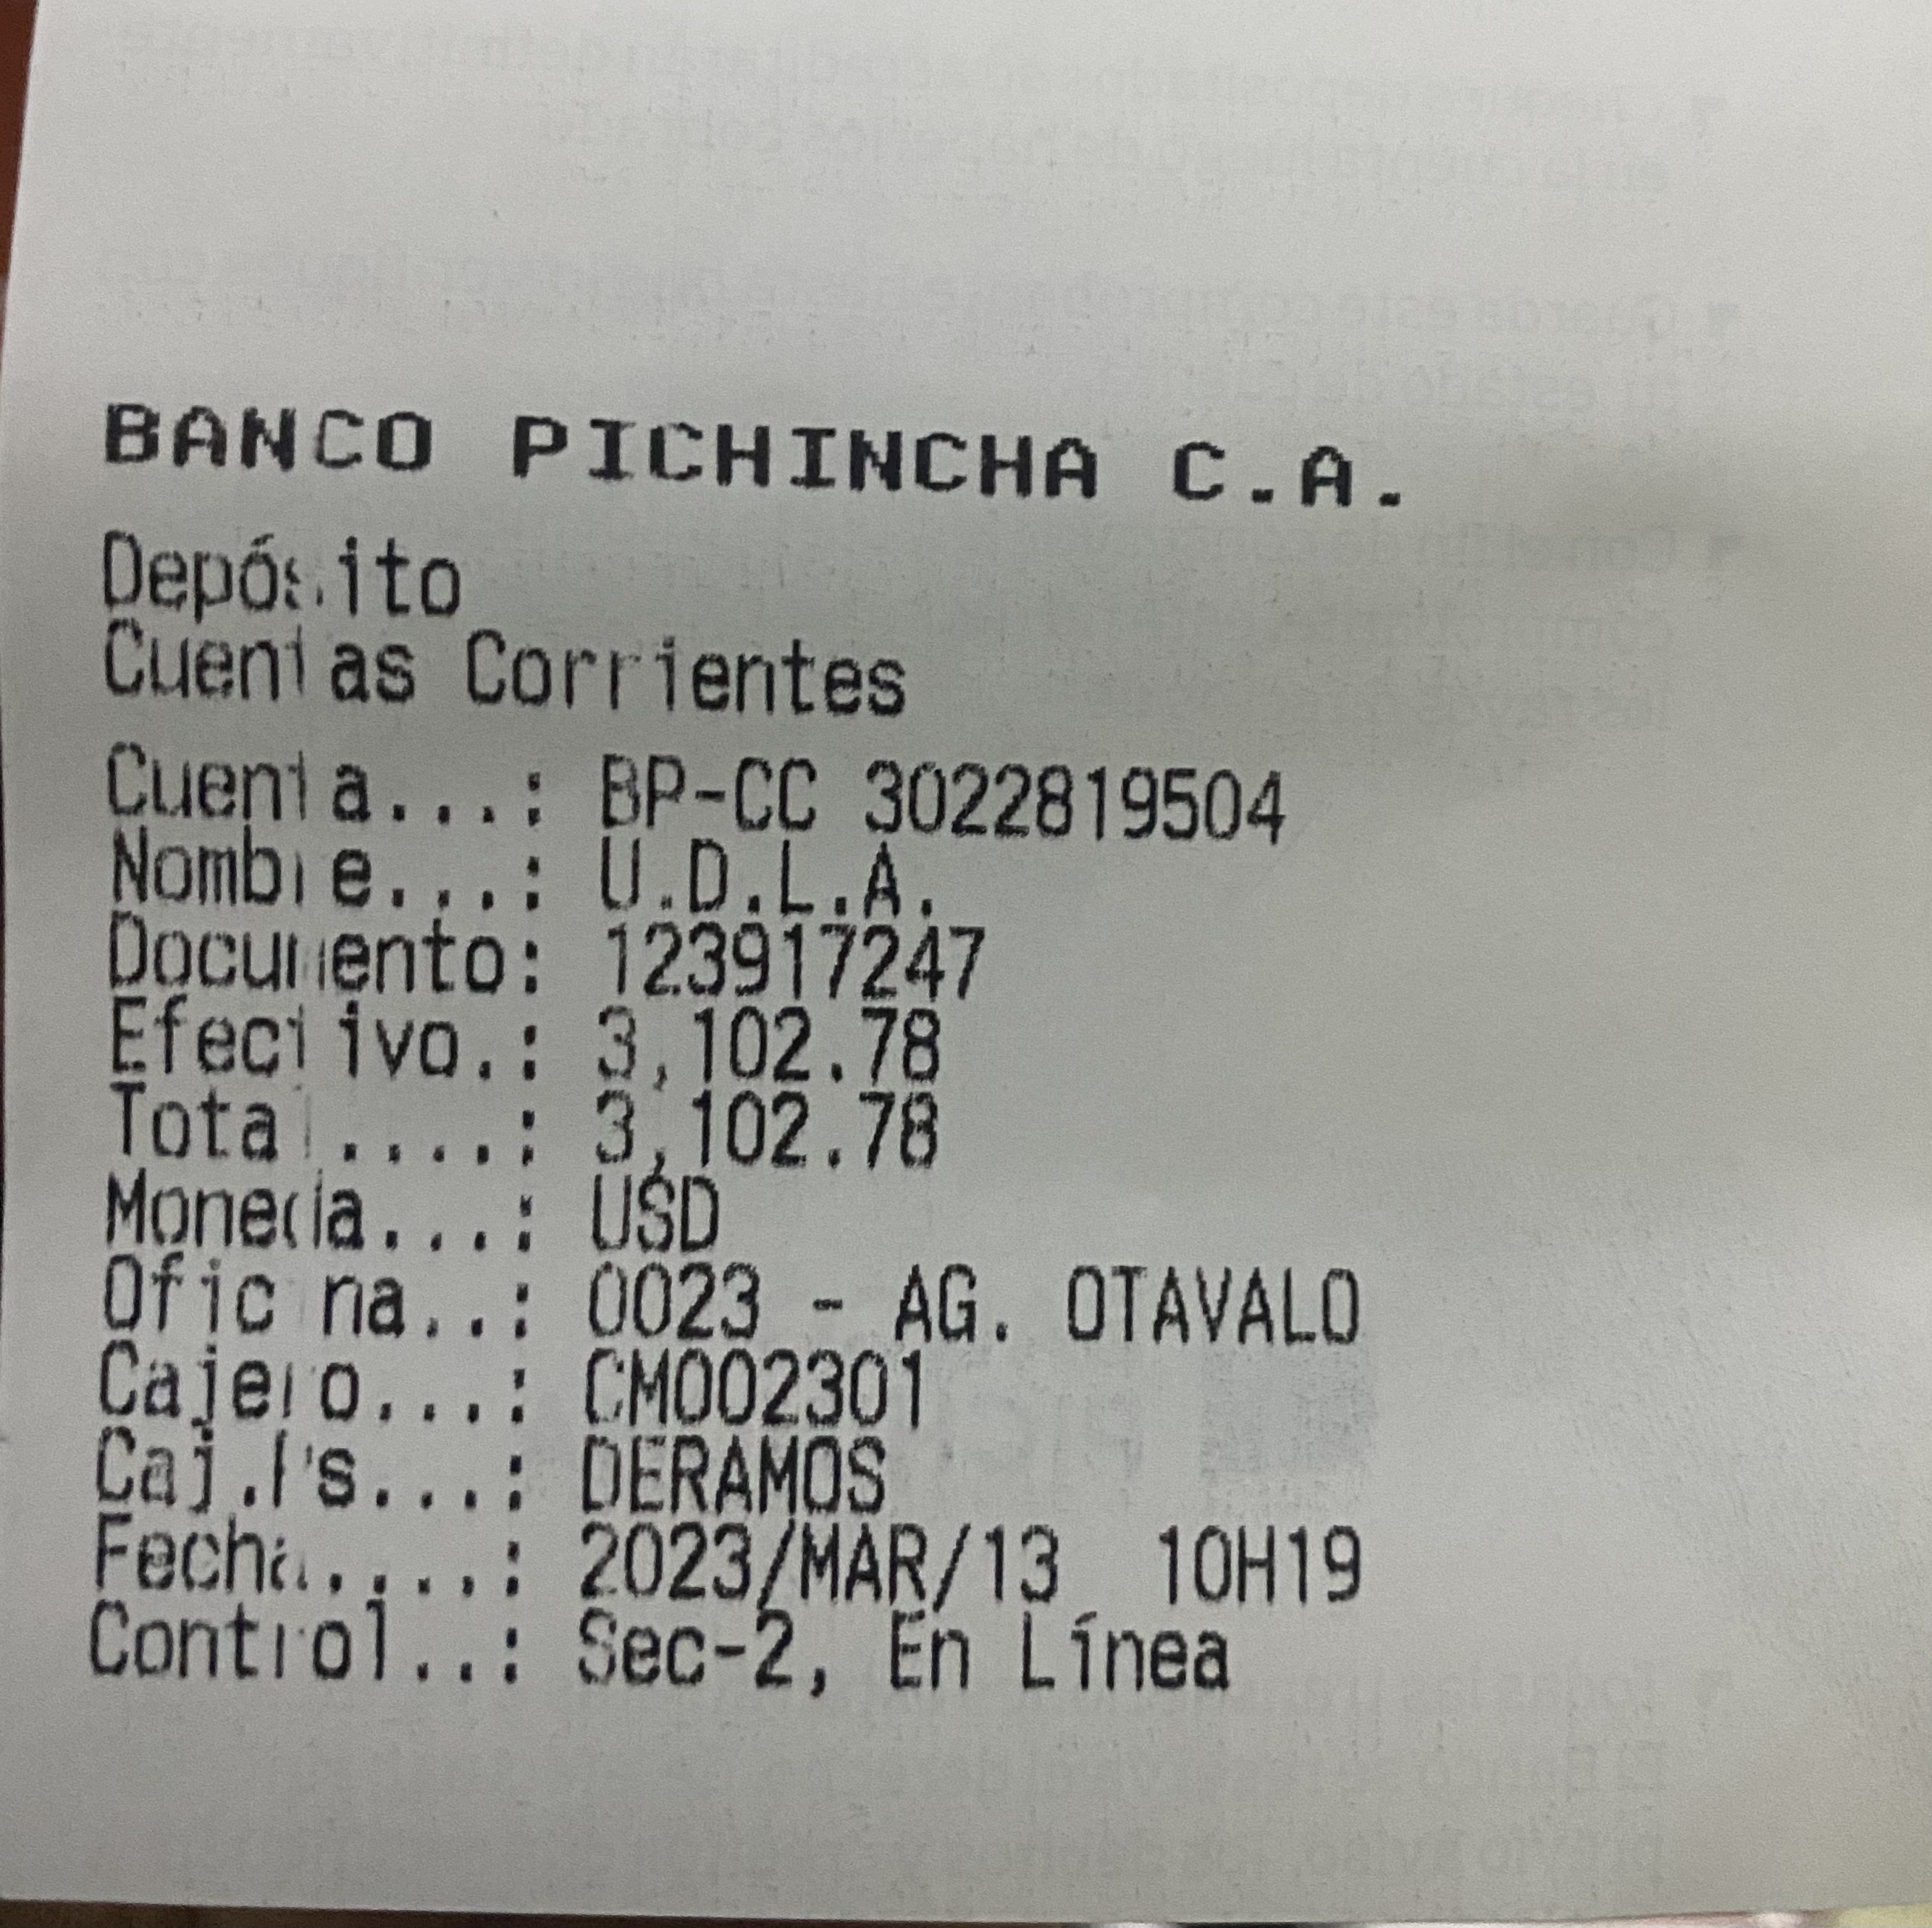 BANCO PICHINCHA C.A.
Depósito
Cuentas Corrientes
Cuenta...: BP-CC 3022819504
Nombre...: U.D.L.A.
Documento: 123917247
Efectivo.: 3,102.78
Total....: 3,102.78
Moneda...: USD
Oficina..: 0023 - AG. OTAVALO
Cajero...: CM002301
Caj.Ps...: DERAMOS
Fecha....: 2023/MAR/13 10H19
Control..: Sec-2, En Línea